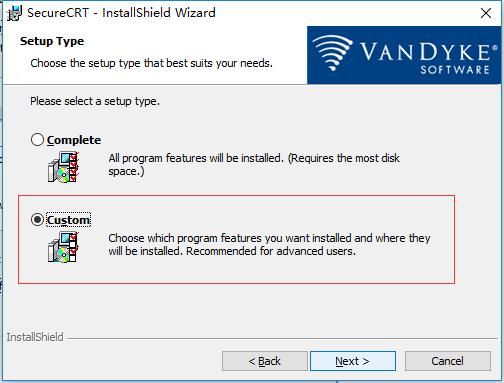 SecureCRT - InstallShield Wizard
Setup Type
Choose the setup type that best suits your needs.
VANDYKE®
SOFTWARE
Please select a setup type.
Complete
All program features will be installed. (Requires the most disk
space.)
Custom
Choose which program features you want installed and where they
will be installed. Recommended for advanced users.
InstallShield
< Back
Next >
Cancel